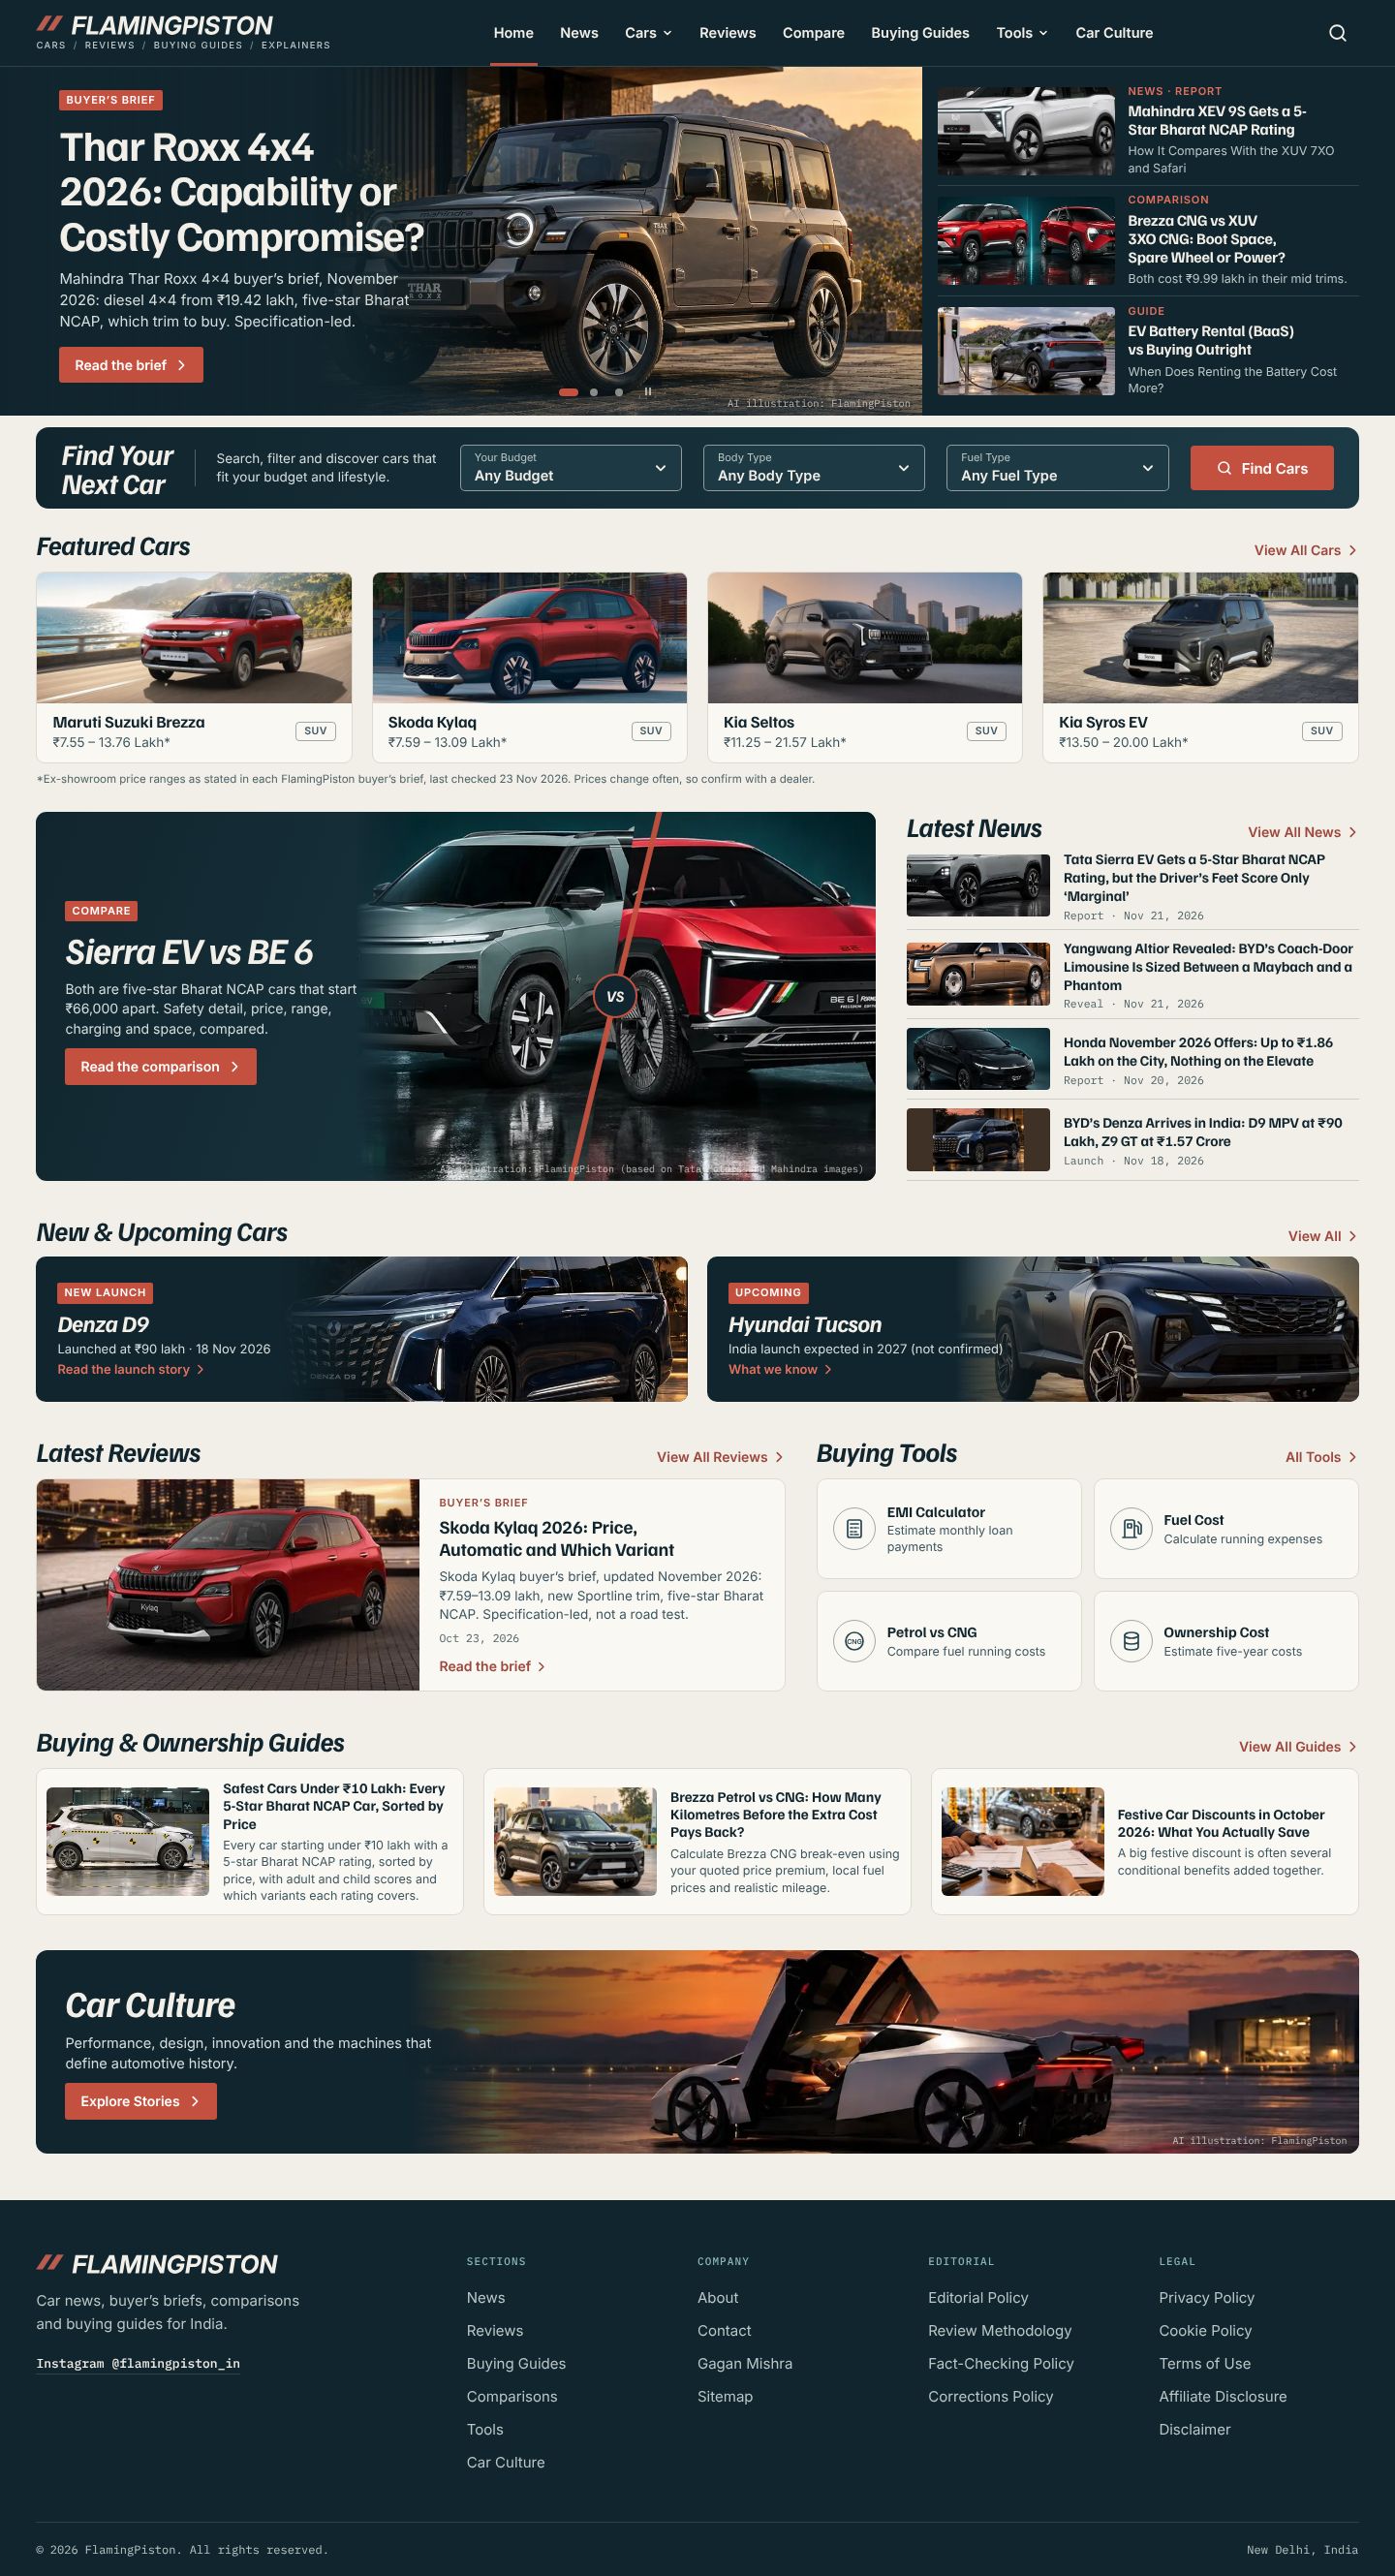 FLAMINGPISTON
CARS / REVIEWS / BUYING GUIDES / EXPLAINERS
Home News Cars Reviews Compare Buying Guides Tools Car Culture
BUYER'S BRIEF
Thar Roxx 4x4
2026: Capability or
Costly Compromise?
Mahindra Thar Roxx 4×4 buyer's brief, November
2026: diesel 4×4 from ₹19.42 lakh, five-star Bharat
NCAP, which trim to buy. Specification-led.
Read the brief
mahindra
THAR
ROXX
THAR
ROXX
AI illustration: FlamingPiston
NEWS · REPORT
Mahindra XEV 9S Gets a 5-
Star Bharat NCAP Rating
How It Compares With the XUV 7XO
and Safari
COMPARISON
Brezza CNG vs XUV
3XO CNG: Boot Space,
Spare Wheel or Power?
Both cost ₹9.99 lakh in their mid trims.
GUIDE
EV Battery Rental (BaaS)
vs Buying Outright
When Does Renting the Battery Cost
More?
Find Your
Next Car
Search, filter and discover cars that
fit your budget and lifestyle.
Your Budget
Any Budget
Body Type
Any Body Type
Fuel Type
Any Fuel Type
Find Cars
Featured Cars
View All Cars
Maruti Suzuki Brezza
₹7.55 – 13.76 Lakh*
SUV
Skoda Kylaq
₹7.59 – 13.09 Lakh*
SUV
Kia Seltos
₹11.25 – 21.57 Lakh*
SUV
Kia Syros EV
₹13.50 – 20.00 Lakh*
SUV
*Ex-showroom price ranges as stated in each FlamingPiston buyer's brief, last checked 23 Nov 2026. Prices change often, so confirm with a dealer.
COMPARE
Sierra EV vs BE 6
Both are five-star Bharat NCAP cars that start
₹66,000 apart. Safety detail, price, range,
charging and space, compared.
Read the comparison
VS
BE 6
illustration: FlamingPiston (based on Tata Motors and Mahindra images)
Latest News
View All News
Tata Sierra EV Gets a 5-Star Bharat NCAP
Rating, but the Driver's Feet Score Only
‘Marginal’
Report · Nov 21, 2026
Yangwang Altior Revealed: BYD's Coach-Door
Limousine Is Sized Between a Maybach and a
Phantom
Reveal · Nov 21, 2026
Honda November 2026 Offers: Up to ₹1.86
Lakh on the City, Nothing on the Elevate
Report · Nov 20, 2026
BYD's Denza Arrives in India: D9 MPV at ₹90
Lakh, Z9 GT at ₹1.57 Crore
Launch · Nov 18, 2026
New & Upcoming Cars
View All
NEW LAUNCH
Denza D9
Launched at ₹90 lakh · 18 Nov 2026
Read the launch story
DENZA D9
UPCOMING
Hyundai Tucson
India launch expected in 2027 (not confirmed)
What we know
Latest Reviews
View All Reviews
Kylaq
BUYER'S BRIEF
Skoda Kylaq 2026: Price,
Automatic and Which Variant
Skoda Kylaq buyer's brief, updated November 2026:
₹7.59–13.09 lakh, new Sportline trim, five-star Bharat
NCAP. Specification-led, not a road test.
Oct 23, 2026
Read the brief
Buying Tools
All Tools
EMI Calculator
Estimate monthly loan
payments
Fuel Cost
Calculate running expenses
CNG
Petrol vs CNG
Compare fuel running costs
Ownership Cost
Estimate five-year costs
Buying & Ownership Guides
View All Guides
Safest Cars Under ₹10 Lakh: Every
5-Star Bharat NCAP Car, Sorted by
Price
Every car starting under ₹10 lakh with a
5-star Bharat NCAP rating, sorted by
price, with adult and child scores and
which variants each rating covers.
Brezza Petrol vs CNG: How Many
Kilometres Before the Extra Cost
Pays Back?
Calculate Brezza CNG break-even using
your quoted price premium, local fuel
prices and realistic mileage.
Festive Car Discounts in October
2026: What You Actually Save
A big festive discount is often several
conditional benefits added together.
Car Culture
Performance, design, innovation and the machines that
define automotive history.
Explore Stories
AI illustration: FlamingPiston
FLAMINGPISTON
Car news, buyer's briefs, comparisons
and buying guides for India.
Instagram @flamingpiston_in
SECTIONS
News
Reviews
Buying Guides
Comparisons
Tools
Car Culture
COMPANY
About
Contact
Gagan Mishra
Sitemap
EDITORIAL
Editorial Policy
Review Methodology
Fact-Checking Policy
Corrections Policy
LEGAL
Privacy Policy
Cookie Policy
Terms of Use
Affiliate Disclosure
Disclaimer
© 2026 FlamingPiston. All rights reserved.
New Delhi, India